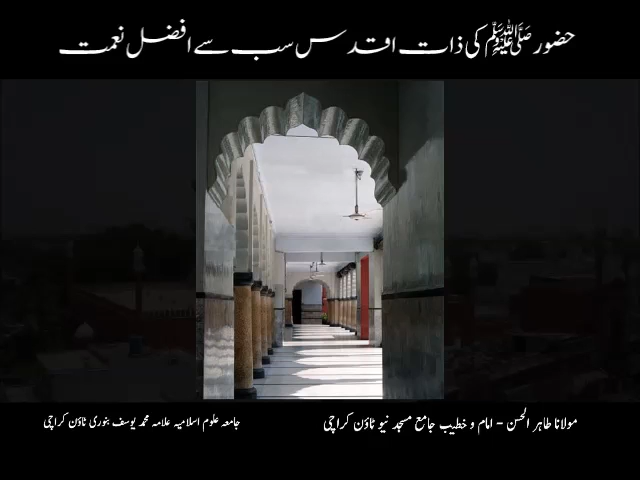 حضور ﷺ کی ذات اقدس سب سے افضل نعمت
مولانا طاہر الحسن - امام و خطیب جامع مسجد نیو ٹاؤن کراچی
جامعہ علوم اسلامیہ علامہ محمد یوسف بنوری ٹاؤن کراچی